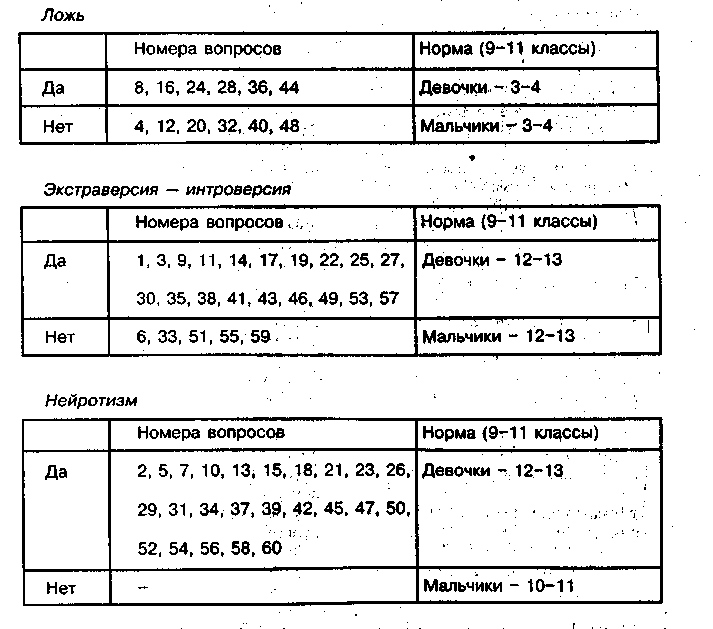 Ложь
Номера вопросов Норма (9–11 классы)
Да 8, 16, 24, 28, 36, 44 Девочки – 3–4
Нет 4, 12, 20, 32, 40, 48 Мальчики – 3–4
Экстраверсия – интроверсия
Номера вопросов Норма (9–11 классы)
Да 1, 3, 9, 11, 14, 17, 19, 22, 25, 27, Девочки – 12–13
30, 35, 38, 41, 43, 46, 49, 53, 57
Нет 6, 33, 51, 55, 59 Мальчики – 12–13
Нейротизм
Номера вопросов Норма (9–11 классы)
Да 2, 5, 7, 10, 13, 15, 18, 21, 23, 26, Девочки – 12–13
29, 31, 34, 37, 39, 42, 45, 47, 50,
52, 54, 56, 58, 60
Нет – Мальчики – 10–11